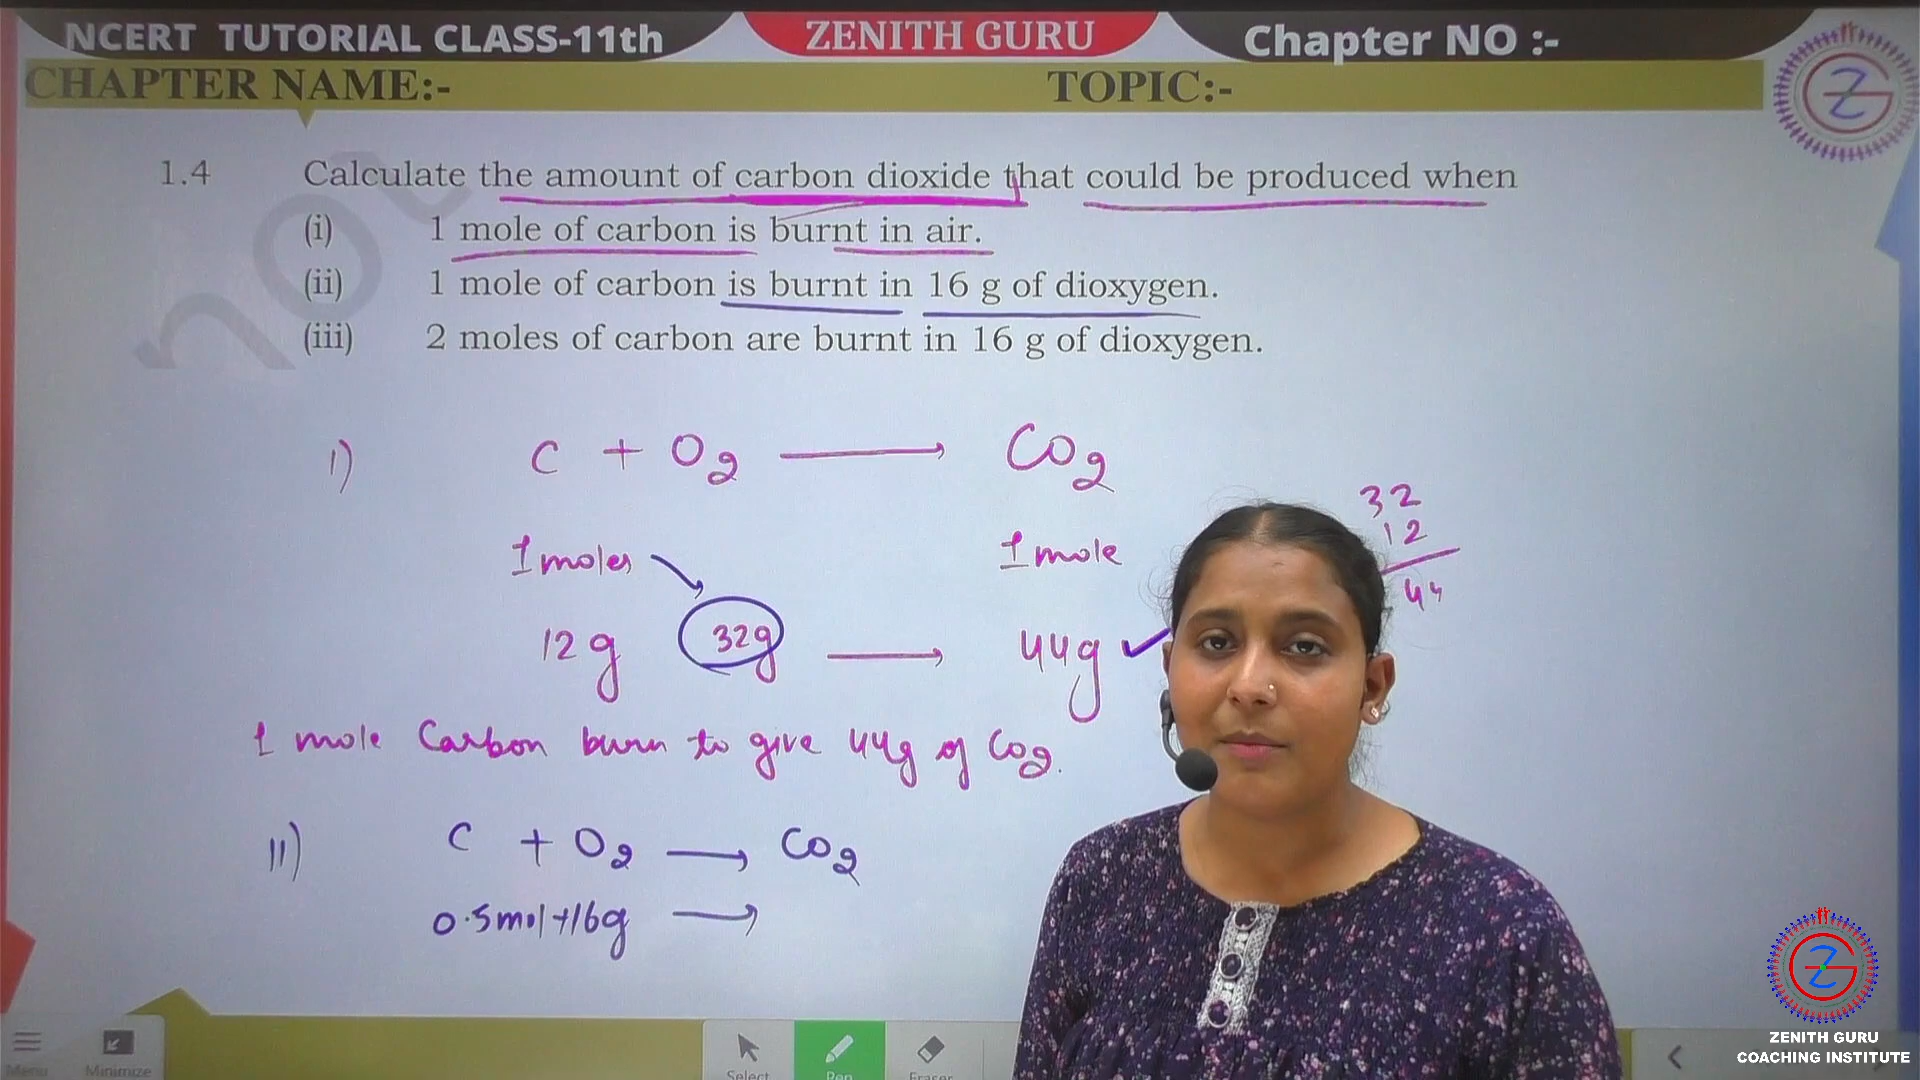 NCERT TUTORIAL CLASS-11th
ZENITH GURU
Chapter NO :-
CHAPTER NAME:-
TOPIC:-
1.4 Calculate the amount of carbon dioxide that could be produced when
(i) 1 mole of carbon is burnt in air.
(ii) 1 mole of carbon is burnt in 16 g of dioxygen.
(iii) 2 moles of carbon are burnt in 16 g of dioxygen.
no
I) C + O2 → CO2
32
12
44
1 moles 1 mole
12g 32g → 44g ✓
1 mole Carbon burn to give 44g of CO2.
II) C + O2 → CO2
0.5mol+16g →
Menu
Minimize
Select
Pen
Eraser
ZENITH GURU
COACHING INSTITUTE